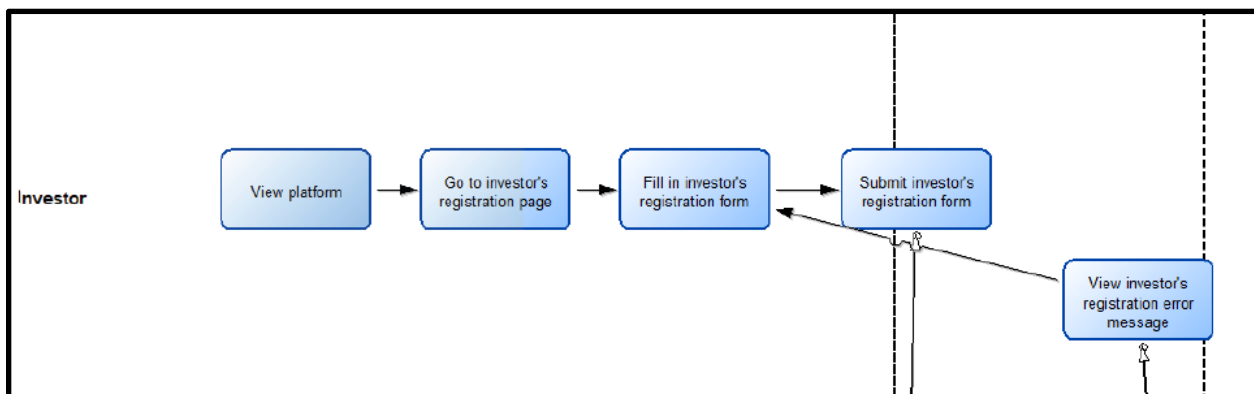 Investor
View platform
Go to investor's
registration page
Fill in investor's
registration form
Submit investor's
registration form
View investor's
registration error
message